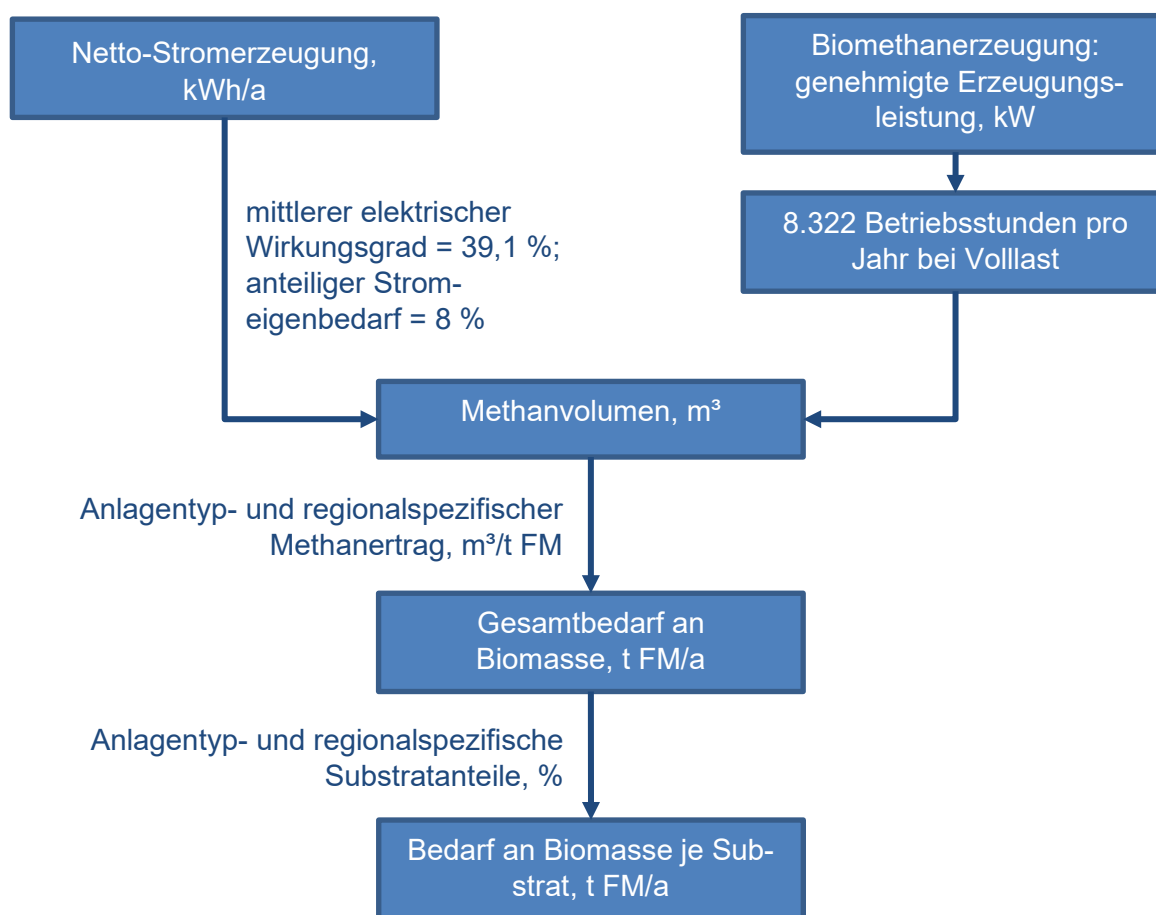 Netto-Stromerzeugung,
kWh/a
Biomethanerzeugung:
genehmigte Erzeugungs-
leistung, kW
mittlerer elektrischer
Wirkungsgrad = 39,1 %;
anteiliger Strom-
eigenbedarf = 8 %
8.322 Betriebsstunden pro
Jahr bei Volllast
Methanvolumen, m³
Anlagentyp- und regionalspezifischer
Methanertrag, m³/t FM
Gesamtbedarf an
Biomasse, t FM/a
Anlagentyp- und regionalspezifische
Substratanteile, %
Bedarf an Biomasse je Sub-
strat, t FM/a